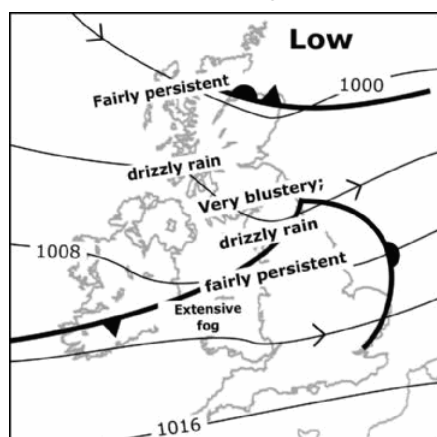 Low
1000
Fairly persistent
drizzly rain
Very blustery;
drizzly rain
fairly persistent
1008
Extensive
fog
1016